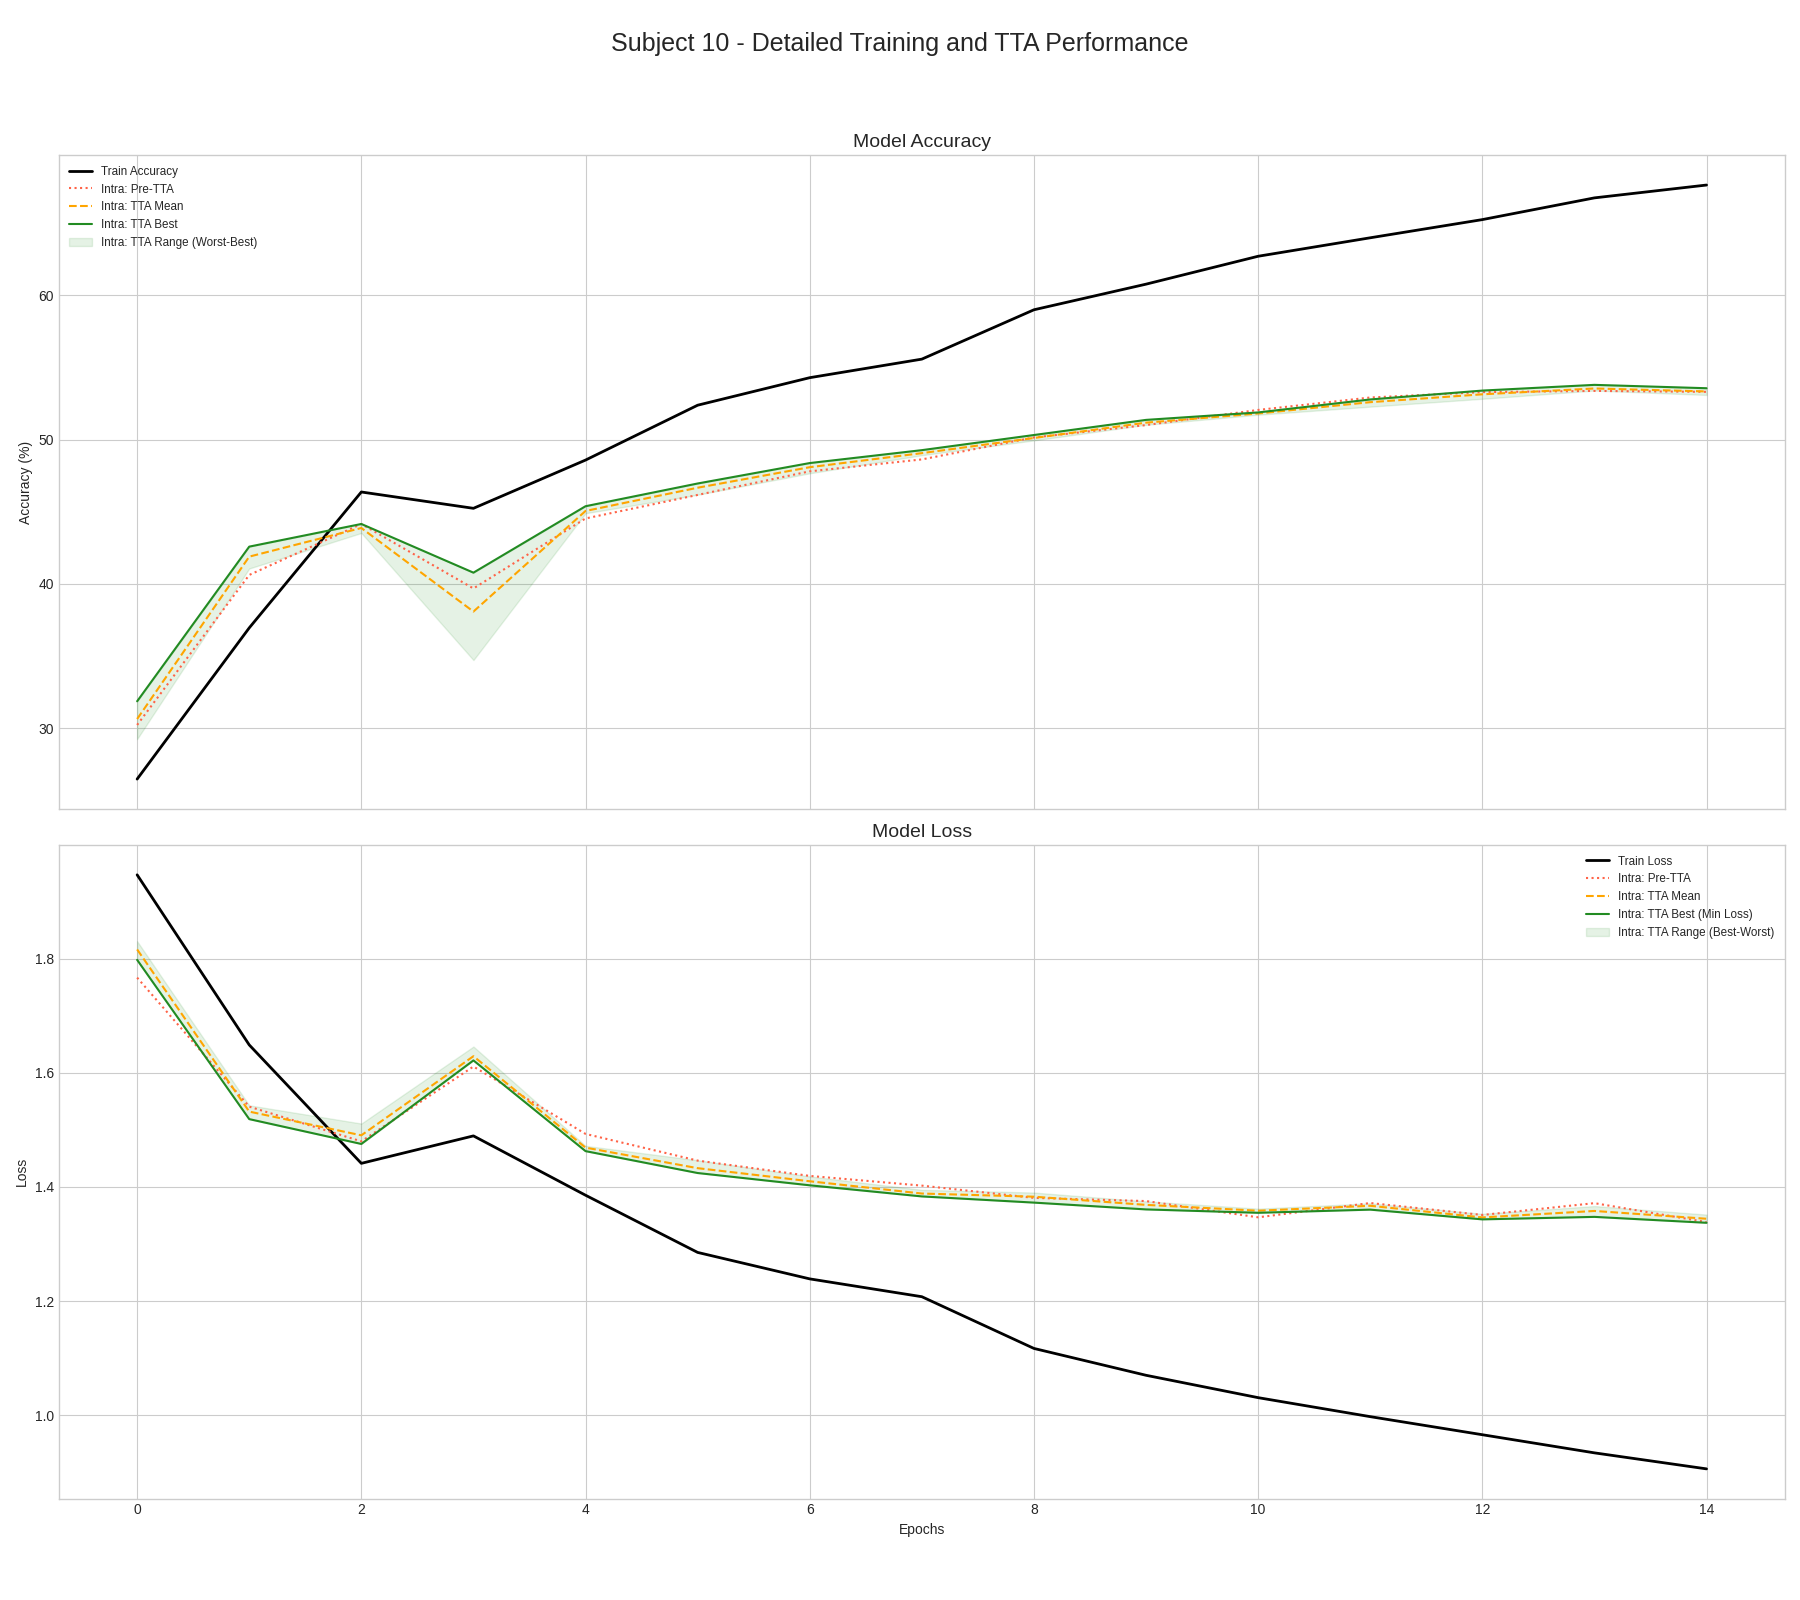 Subject 10 - Detailed Training and TTA Performance
Model Accuracy
Train Accuracy
Intra: Pre-TTA
Intra: TTA Mean
Intra: TTA Best
Intra: TTA Range (Worst-Best)
Accuracy (%)
60
50
40
30
Model Loss
Train Loss
Intra: Pre-TTA
Intra: TTA Mean
Intra: TTA Best (Min Loss)
Intra: TTA Range (Best-Worst)
Loss
1.8
1.6
1.4
1.2
1.0
0 2 4 6 8 10 12 14
Epochs